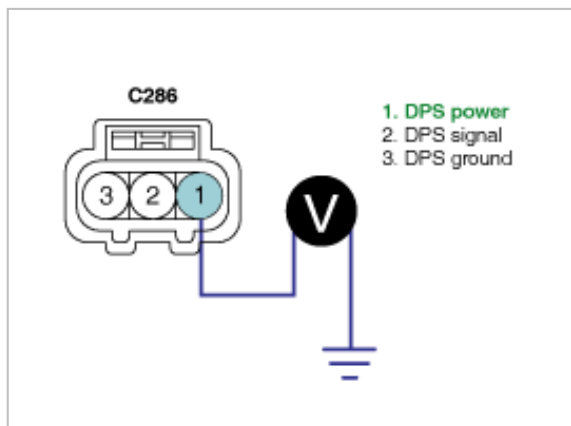 C286
1. DPS power
2. DPS signal
3. DPS ground
3 2 1
V